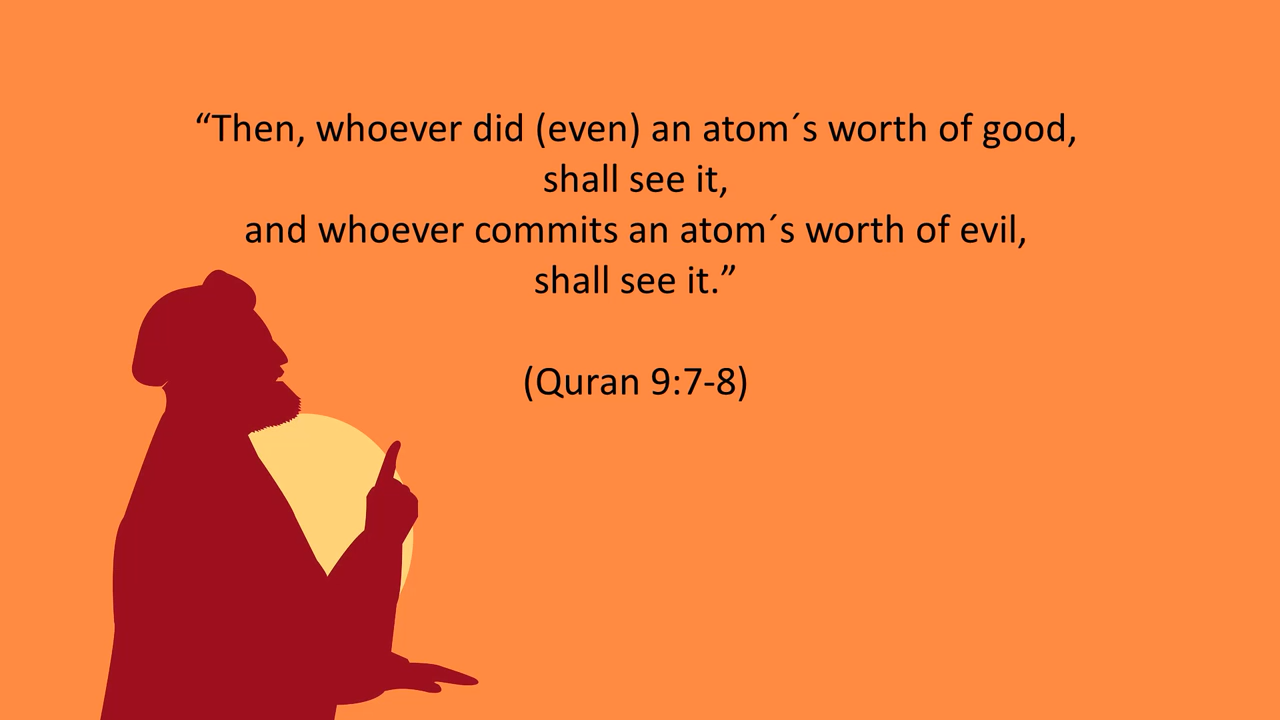 “Then, whoever did (even) an atom´s worth of good,
shall see it,
and whoever commits an atom´s worth of evil,
shall see it.”
(Quran 9:7-8)